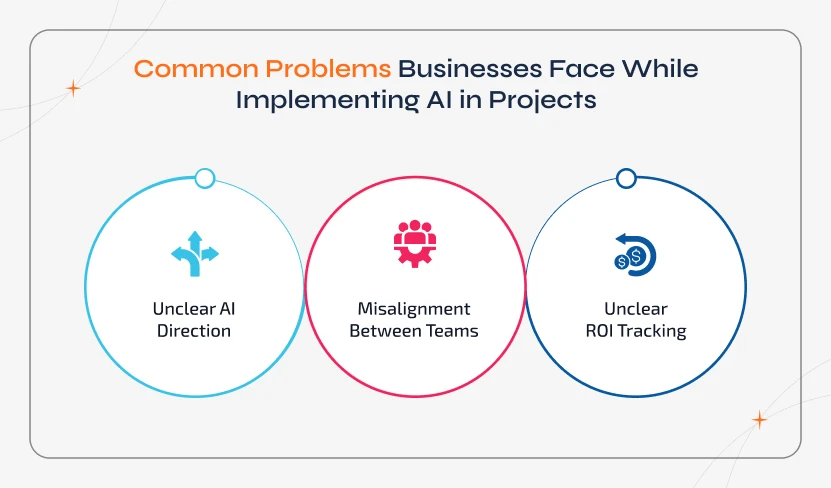 Common Problems Businesses Face While
Implementing AI in Projects
Unclear AI
Direction
Misalignment
Between Teams
$
$
Unclear
ROI Tracking